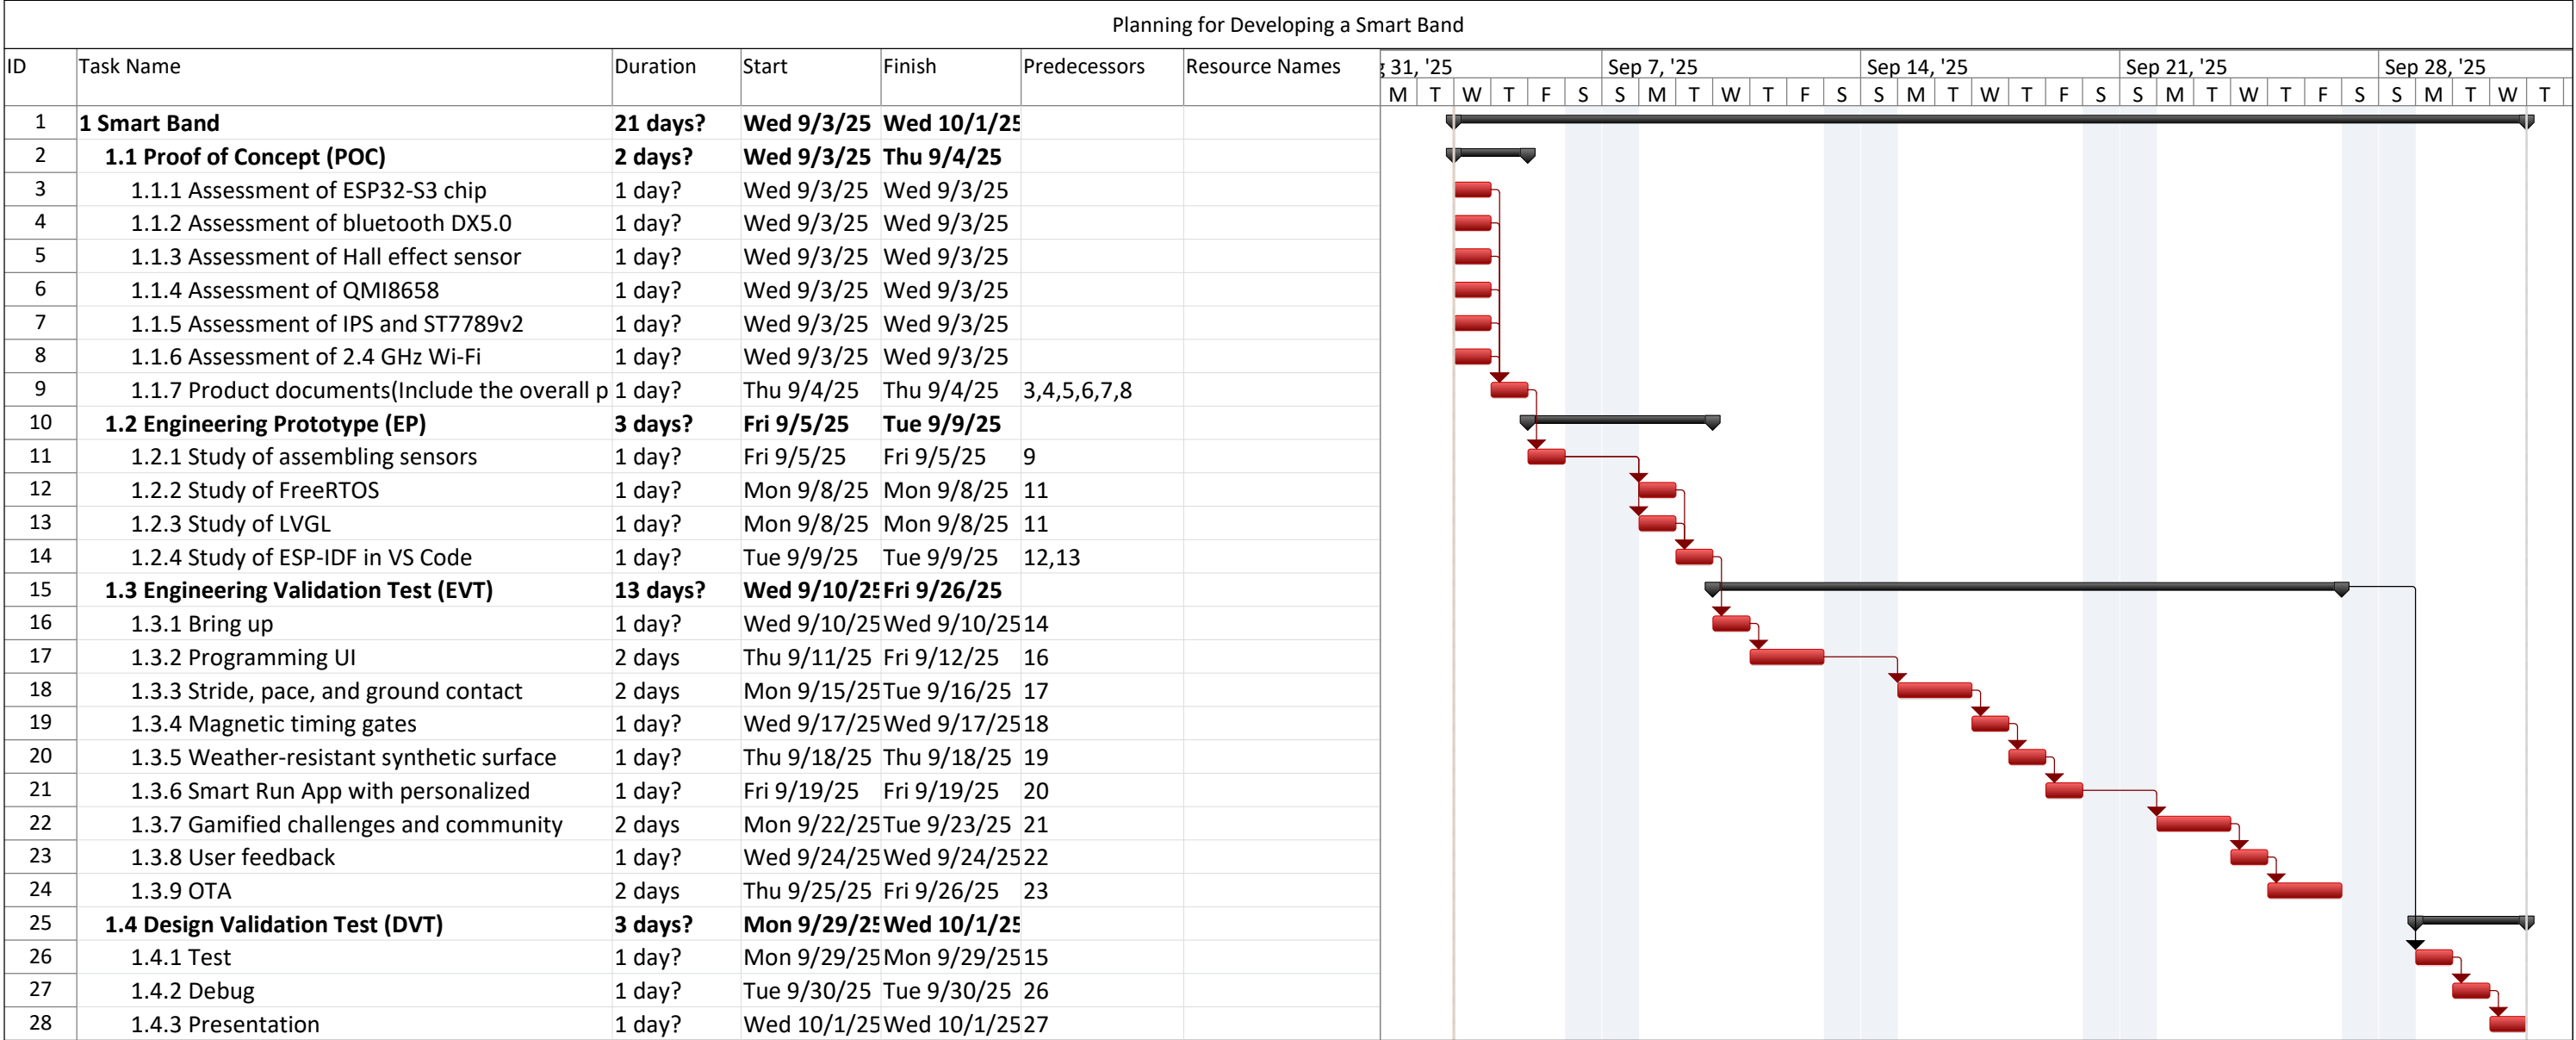 Planning for Developing a Smart Band
ID Task Name Duration Start Finish Predecessors Resource Names 31, '25 Sep 7, '25 Sep 14, '25 Sep 21, '25 Sep 28, '25
M T W T F S S M T W T F S S M T W T F S S M T W T F S S M T W T
1 1 Smart Band 21 days? Wed 9/3/25 Wed 10/1/25
2 1.1 Proof of Concept (POC) 2 days? Wed 9/3/25 Thu 9/4/25
3 1.1.1 Assessment of ESP32-S3 chip 1 day? Wed 9/3/25 Wed 9/3/25
4 1.1.2 Assessment of bluetooth DX5.0 1 day? Wed 9/3/25 Wed 9/3/25
5 1.1.3 Assessment of Hall effect sensor 1 day? Wed 9/3/25 Wed 9/3/25
6 1.1.4 Assessment of QMI8658 1 day? Wed 9/3/25 Wed 9/3/25
7 1.1.5 Assessment of IPS and ST7789v2 1 day? Wed 9/3/25 Wed 9/3/25
8 1.1.6 Assessment of 2.4 GHz Wi-Fi 1 day? Wed 9/3/25 Wed 9/3/25
9 1.1.7 Product documents(Include the overall p 1 day? Thu 9/4/25 Thu 9/4/25 3,4,5,6,7,8
10 1.2 Engineering Prototype (EP) 3 days? Fri 9/5/25 Tue 9/9/25
11 1.2.1 Study of assembling sensors 1 day? Fri 9/5/25 Fri 9/5/25 9
12 1.2.2 Study of FreeRTOS 1 day? Mon 9/8/25 Mon 9/8/25 11
13 1.2.3 Study of LVGL 1 day? Mon 9/8/25 Mon 9/8/25 11
14 1.2.4 Study of ESP-IDF in VS Code 1 day? Tue 9/9/25 Tue 9/9/25 12,13
15 1.3 Engineering Validation Test (EVT) 13 days? Wed 9/10/25 Fri 9/26/25
16 1.3.1 Bring up 1 day? Wed 9/10/25 Wed 9/10/25 14
17 1.3.2 Programming UI 2 days Thu 9/11/25 Fri 9/12/25 16
18 1.3.3 Stride, pace, and ground contact 2 days Mon 9/15/25 Tue 9/16/25 17
19 1.3.4 Magnetic timing gates 1 day? Wed 9/17/25 Wed 9/17/25 18
20 1.3.5 Weather-resistant synthetic surface 1 day? Thu 9/18/25 Thu 9/18/25 19
21 1.3.6 Smart Run App with personalized 1 day? Fri 9/19/25 Fri 9/19/25 20
22 1.3.7 Gamified challenges and community 2 days Mon 9/22/25 Tue 9/23/25 21
23 1.3.8 User feedback 1 day? Wed 9/24/25 Wed 9/24/25 22
24 1.3.9 OTA 2 days Thu 9/25/25 Fri 9/26/25 23
25 1.4 Design Validation Test (DVT) 3 days? Mon 9/29/25 Wed 10/1/25
26 1.4.1 Test 1 day? Mon 9/29/25 Mon 9/29/25 15
27 1.4.2 Debug 1 day? Tue 9/30/25 Tue 9/30/25 26
28 1.4.3 Presentation 1 day? Wed 10/1/25 Wed 10/1/25 27